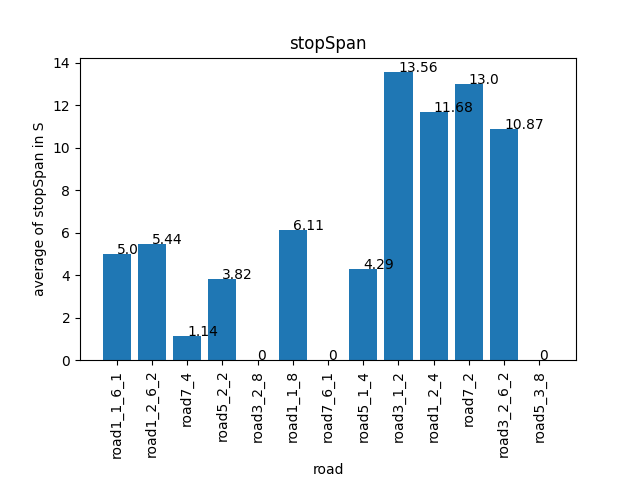 stopSpan
average of stopSpan in S
14
12
10
8
6
4
2
0
5.0
5.44
1.14
3.82
0
6.11
0
4.29
13.56
11.68
13.0
10.87
0
road1_1_6_1
road1_2_6_2
road7_4
road5_2_2
road3_2_8
road1_1_8
road7_6_1
road5_1_4
road3_1_2
road1_2_4
road7_2
road3_2_6_2
road5_3_8
road